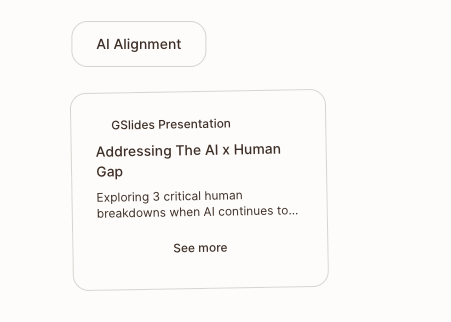 AI Alignment
GSlides Presentation
Addressing The AI x Human
Gap
Exploring 3 critical human
breakdowns when AI continues to...
See more